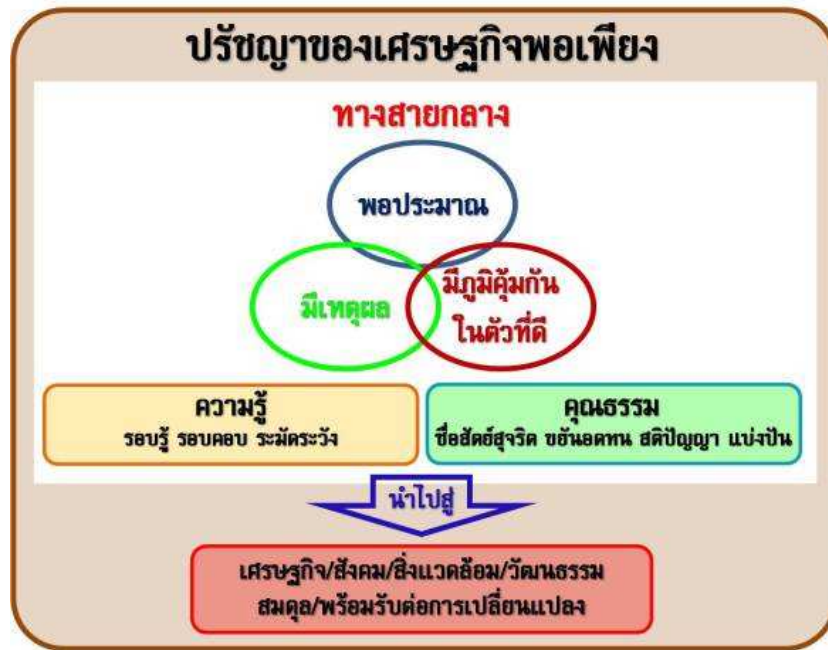 ปรัชญาของเศรษฐกิจพอเพียง
ทางสายกลาง
พอประมาณ
มีเหตุผล
มีภูมิคุ้มกัน
ในตัวที่ดี
ความรู้
รอบรู้ รอบคอบ ระมัดระวัง
คุณธรรม
ซื่อสัตย์สุจริต ขยันอดทน สติปัญญา แบ่งปัน
นำไปสู่
เศรษฐกิจ/สังคม/สิ่งแวดล้อม/วัฒนธรรม
สมดุล/พร้อมรับต่อการเปลี่ยนแปลง